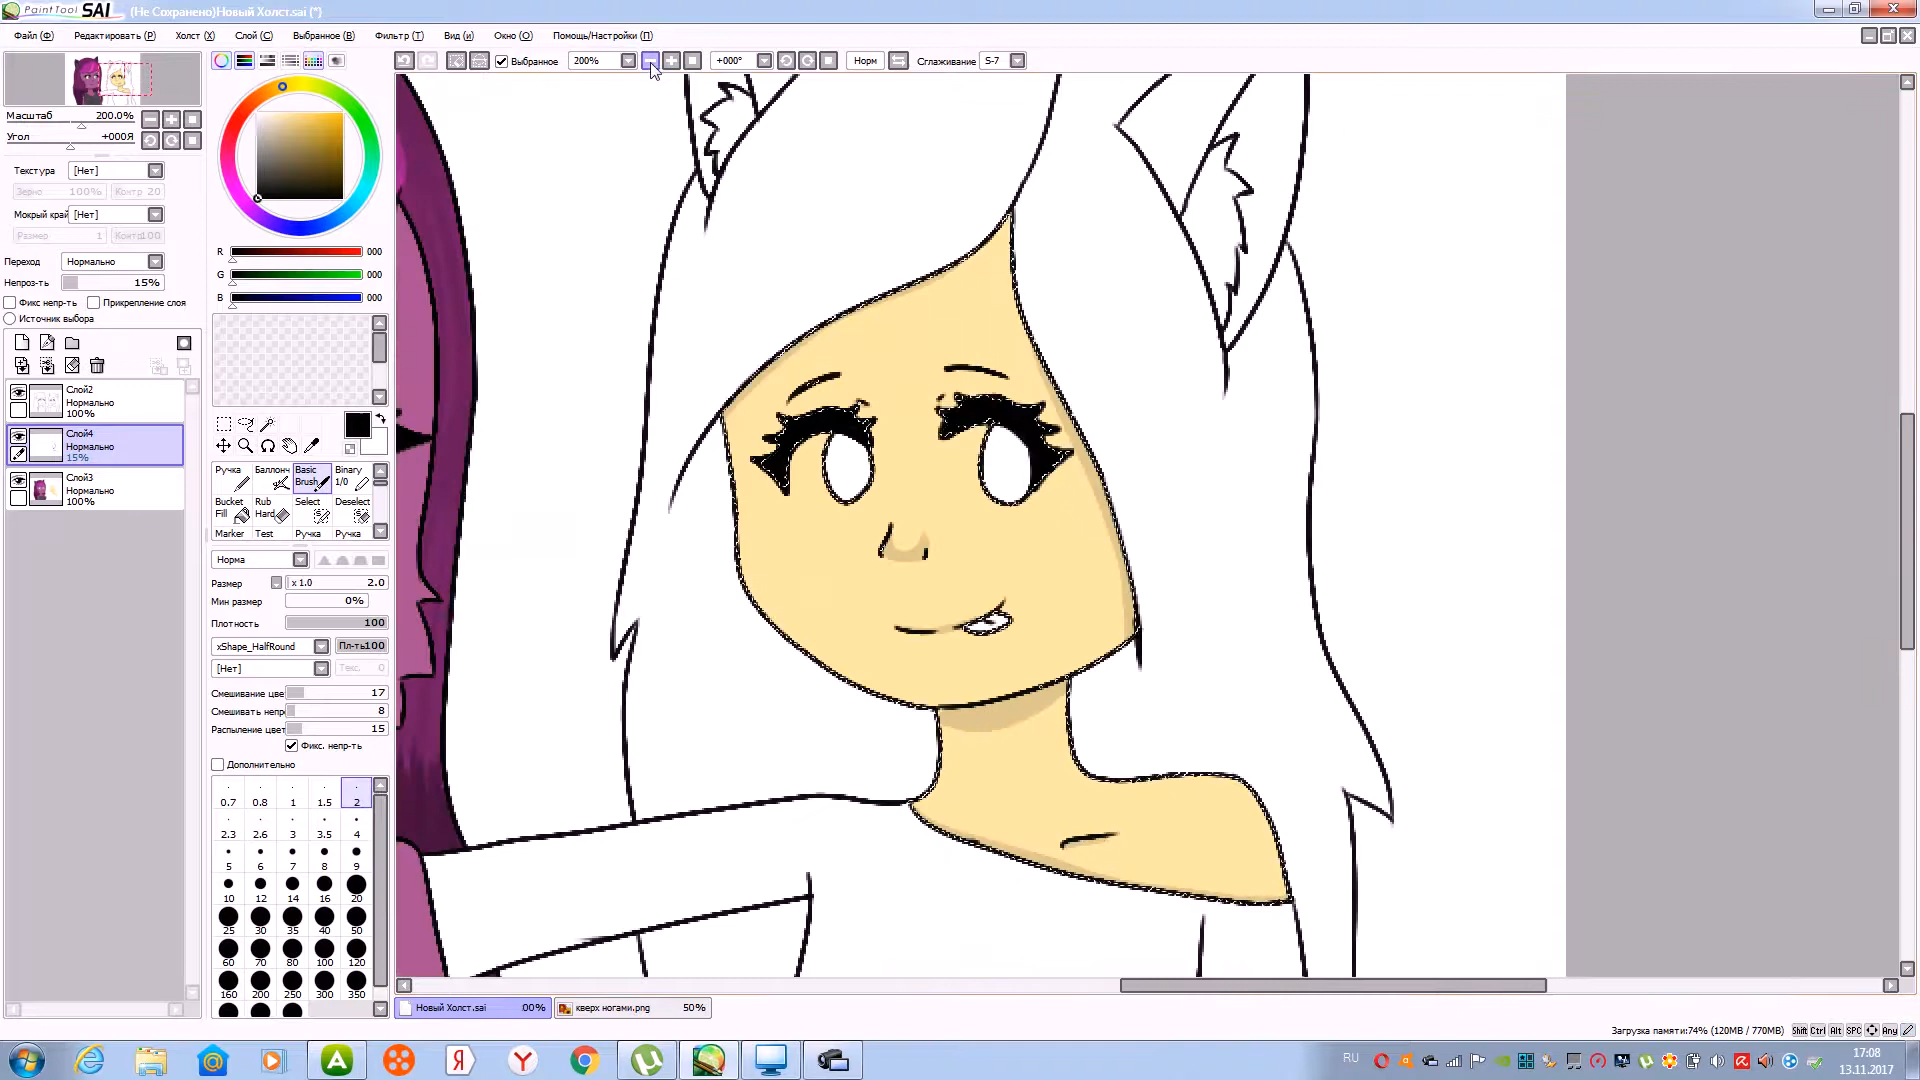 PaintTool SAI (Не Сохранено)Новый Холст.sai (*)
Файл (Ф) Редактировать (Р) Холст (Х) Слой (С) Выбранное (В) Фильтр (Т) Вид (и) Окно (О) Помощь/Настройки (П)
Выбранное 200% +000° Норм Сглаживание S-7
Масштаб 200.0%
Угол +000Я
Текстура [Нет]
Зерно 100% Контр 20
Мокрый край [Нет]
Размер 1 Контр100
Переход Нормально
Непроз-ть 15%
Фикс непр-ть Прикрепление слоя
Источник выбора
Слой2
Нормально
100%
Слой4
Нормально
15%
Слой3
Нормально
100%
R 000
G 000
B 000
Ручка Баллонч Basic Brush Binary 1/0
Bucket Fill Rub Hard Select Deselect
Marker Test Ручка Ручка
Норма
Размер x 1.0 2.0
Мин размер 0%
Плотность 100
xShape_HalfRound Пл-ть100
[Нет] Текс. 0
Смешивание цве 17
Смешивать непр 8
Распыление цвет 15
Фикс. непр-ть
Дополнительно
0.7 0.8 1 1.5 2
2.3 2.6 3 3.5 4
5 6 7 8 9
10 12 14 16 20
25 30 35 40 50
60 70 80 100 120
160 200 250 300 350
Новый Холст.sai 00% кверх ногами.png 50%
Загрузка памяти:74% (120MB / 770MB) Shift Ctrl Alt SPC Any
RU 17:08
13.11.2017